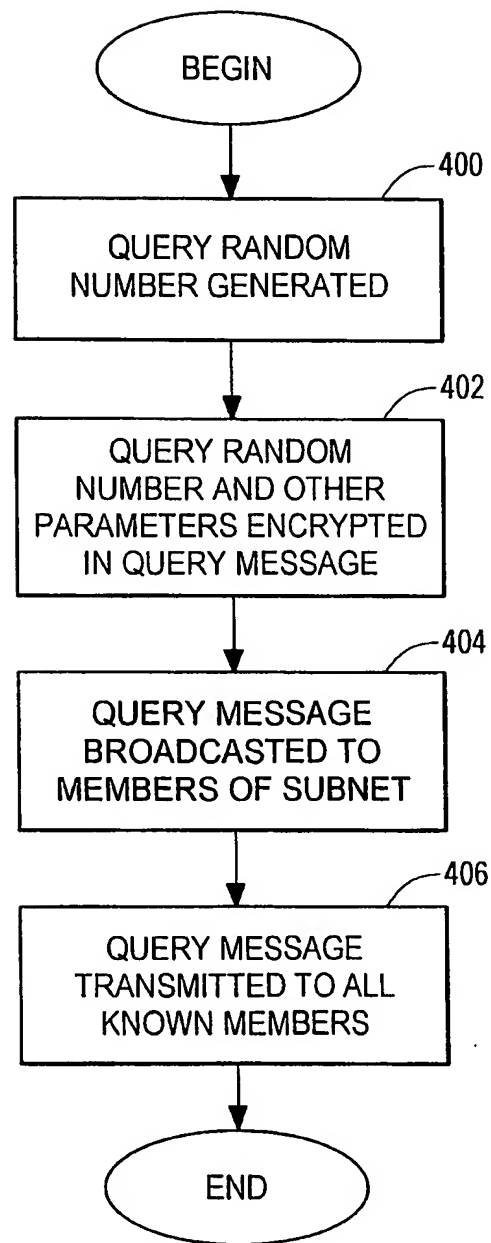 BEGIN
400
QUERY RANDOM
NUMBER GENERATED
402
QUERY RANDOM
NUMBER AND OTHER
PARAMETERS ENCRYPTED
IN QUERY MESSAGE
404
QUERY MESSAGE
BROADCASTED TO
MEMBERS OF SUBNET
406
QUERY MESSAGE
TRANSMITTED TO ALL
KNOWN MEMBERS
END